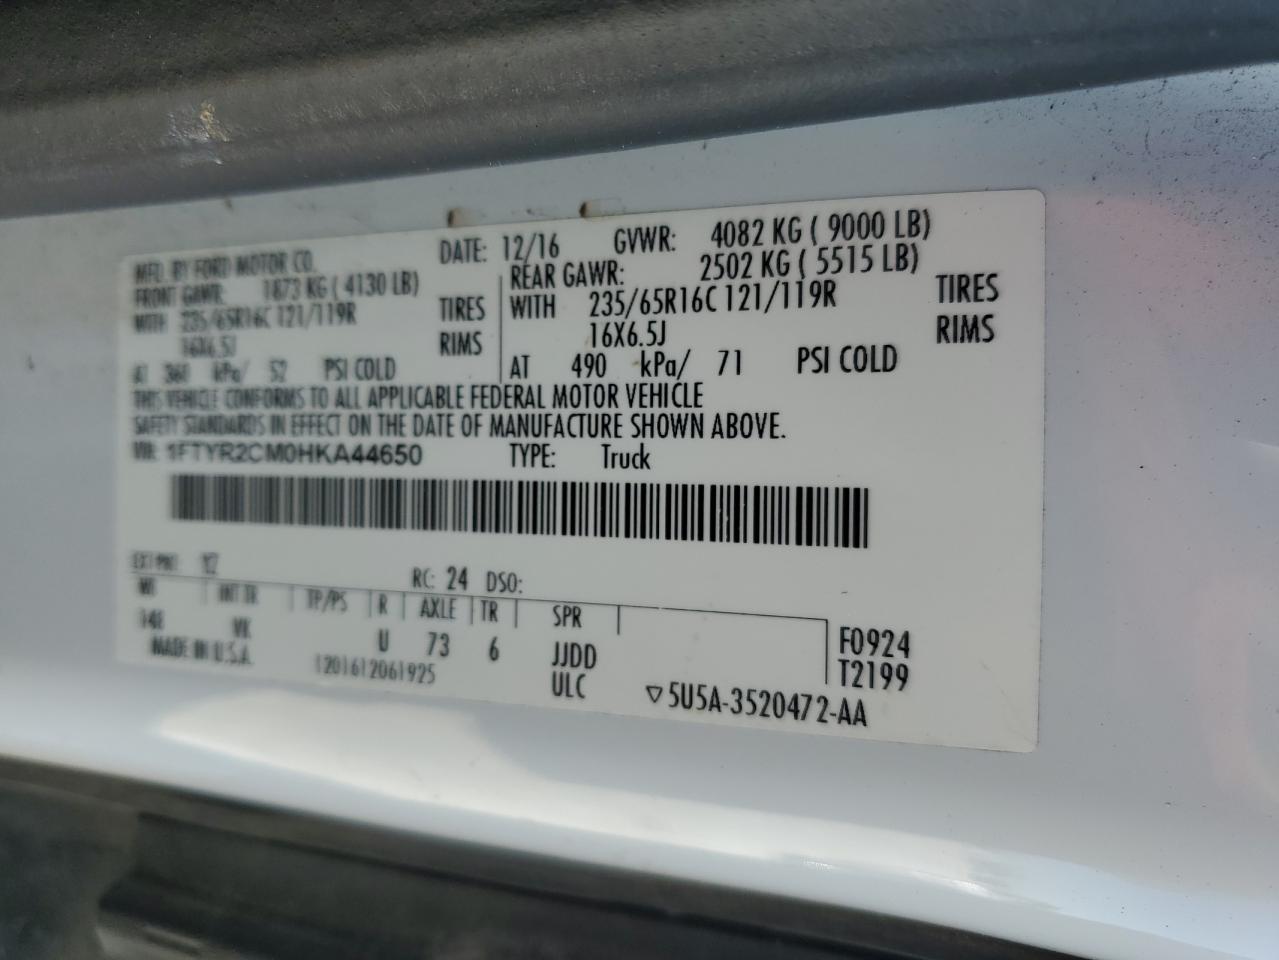 MFD. BY FORD MOTOR CO.
DATE: 12/16 GVWR: 4082 KG ( 9000 LB)
FRONT GAWR: 1873 KG ( 4130 LB) REAR GAWR: 2502 KG ( 5515 LB)
WITH 235/65R16C 121/119R TIRES WITH 235/65R16C 121/119R TIRES
16X6.5J RIMS 16X6.5J RIMS
AT 360 kPa/ 52 PSI COLD AT 490 kPa/ 71 PSI COLD
THIS VEHICLE CONFORMS TO ALL APPLICABLE FEDERAL MOTOR VEHICLE
SAFETY STANDARDS IN EFFECT ON THE DATE OF MANUFACTURE SHOWN ABOVE.
VIN: 1FTYR2CM0HKA44650 TYPE: Truck
EXT PNT: YZ RC: 24 DSO:
WB INT TR TP/PS R AXLE TR SPR
148 VK U 73 6 JJDD F0924
MADE IN U.S.A. 1201612061925 ULC T2199
▽5U5A-3520472-AA